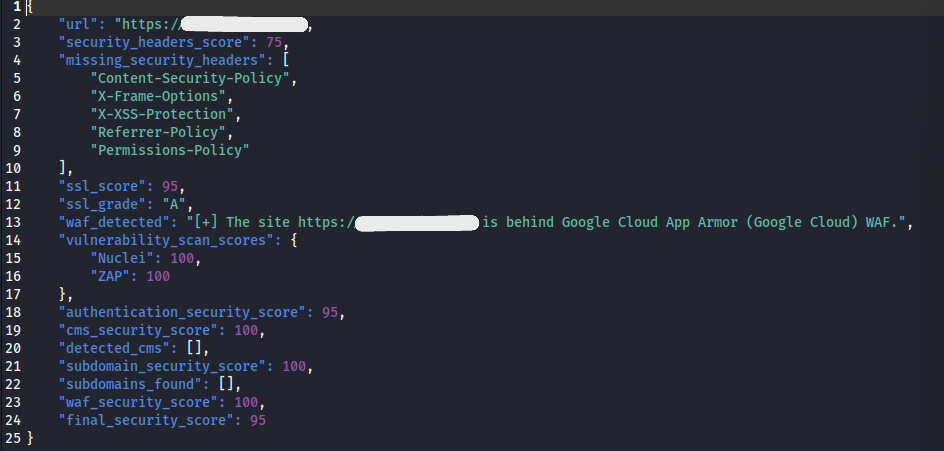 1 {
2 "url": "https:/ ,
3 "security_headers_score": 75,
4 "missing_security_headers": [
5 "Content-Security-Policy",
6 "X-Frame-Options",
7 "X-XSS-Protection",
8 "Referrer-Policy",
9 "Permissions-Policy"
10 ],
11 "ssl_score": 95,
12 "ssl_grade": "A",
13 "waf_detected": "[+] The site https:/ is behind Google Cloud App Armor (Google Cloud) WAF.",
14 "vulnerability_scan_scores": {
15 "Nuclei": 100,
16 "ZAP": 100
17 },
18 "authentication_security_score": 95,
19 "cms_security_score": 100,
20 "detected_cms": [],
21 "subdomain_security_score": 100,
22 "subdomains_found": [],
23 "waf_security_score": 100,
24 "final_security_score": 95
25 }